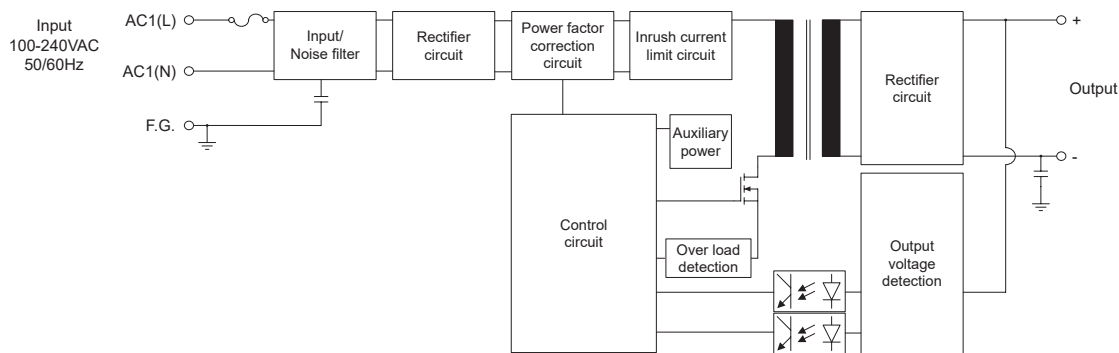 Input
100-240VAC
50/60Hz
AC1(L)
AC1(N)
F.G.
Input/
Noise filter
Rectifier
circuit
Power factor
correction
circuit
Inrush current
limit circuit
Rectifier
circuit
+
Output
-
Auxiliary
power
Control
circuit
Over load
detection
Output
voltage
detection